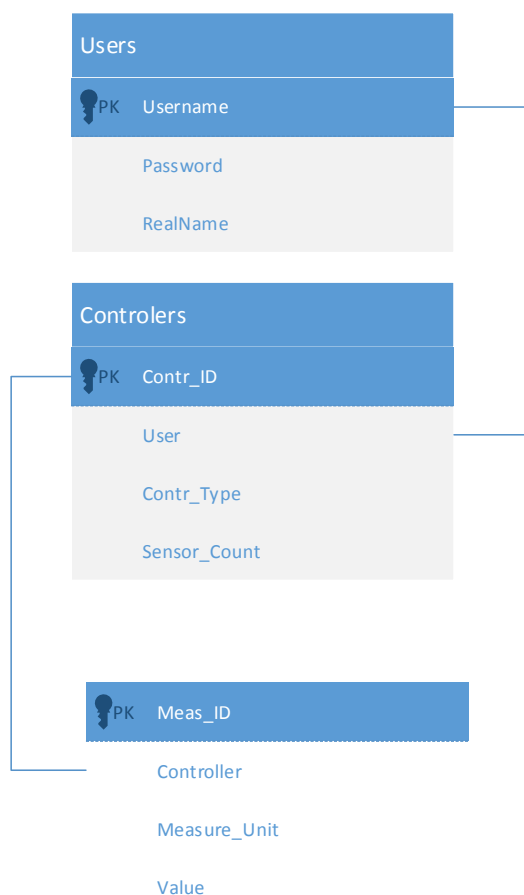 Users
PK Username
Password
RealName
Controlers
PK Contr_ID
User
Contr_Type
Sensor_Count
PK Meas_ID
Controller
Measure_Unit
Value